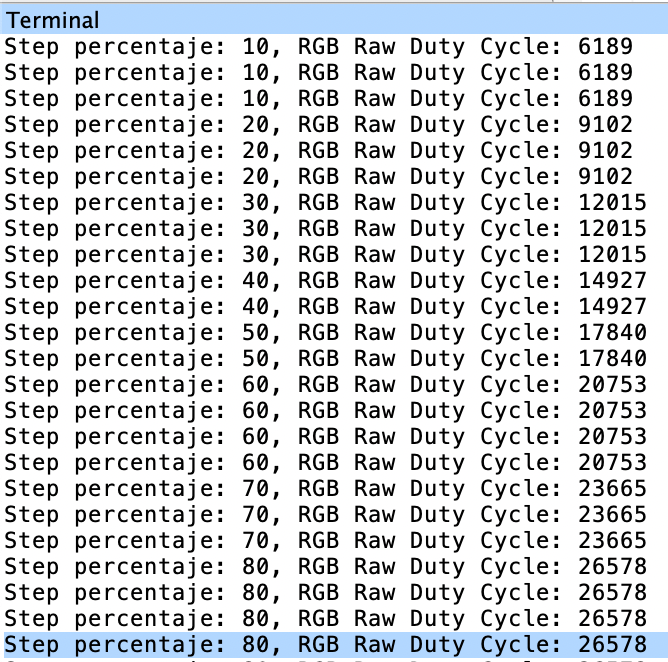 Terminal
Step percentaje: 10, RGB Raw Duty Cycle: 6189
Step percentaje: 10, RGB Raw Duty Cycle: 6189
Step percentaje: 10, RGB Raw Duty Cycle: 6189
Step percentaje: 20, RGB Raw Duty Cycle: 9102
Step percentaje: 20, RGB Raw Duty Cycle: 9102
Step percentaje: 20, RGB Raw Duty Cycle: 9102
Step percentaje: 30, RGB Raw Duty Cycle: 12015
Step percentaje: 30, RGB Raw Duty Cycle: 12015
Step percentaje: 30, RGB Raw Duty Cycle: 12015
Step percentaje: 40, RGB Raw Duty Cycle: 14927
Step percentaje: 40, RGB Raw Duty Cycle: 14927
Step percentaje: 50, RGB Raw Duty Cycle: 17840
Step percentaje: 50, RGB Raw Duty Cycle: 17840
Step percentaje: 60, RGB Raw Duty Cycle: 20753
Step percentaje: 60, RGB Raw Duty Cycle: 20753
Step percentaje: 60, RGB Raw Duty Cycle: 20753
Step percentaje: 60, RGB Raw Duty Cycle: 20753
Step percentaje: 70, RGB Raw Duty Cycle: 23665
Step percentaje: 70, RGB Raw Duty Cycle: 23665
Step percentaje: 70, RGB Raw Duty Cycle: 23665
Step percentaje: 80, RGB Raw Duty Cycle: 26578
Step percentaje: 80, RGB Raw Duty Cycle: 26578
Step percentaje: 80, RGB Raw Duty Cycle: 26578
Step percentaje: 80, RGB Raw Duty Cycle: 26578